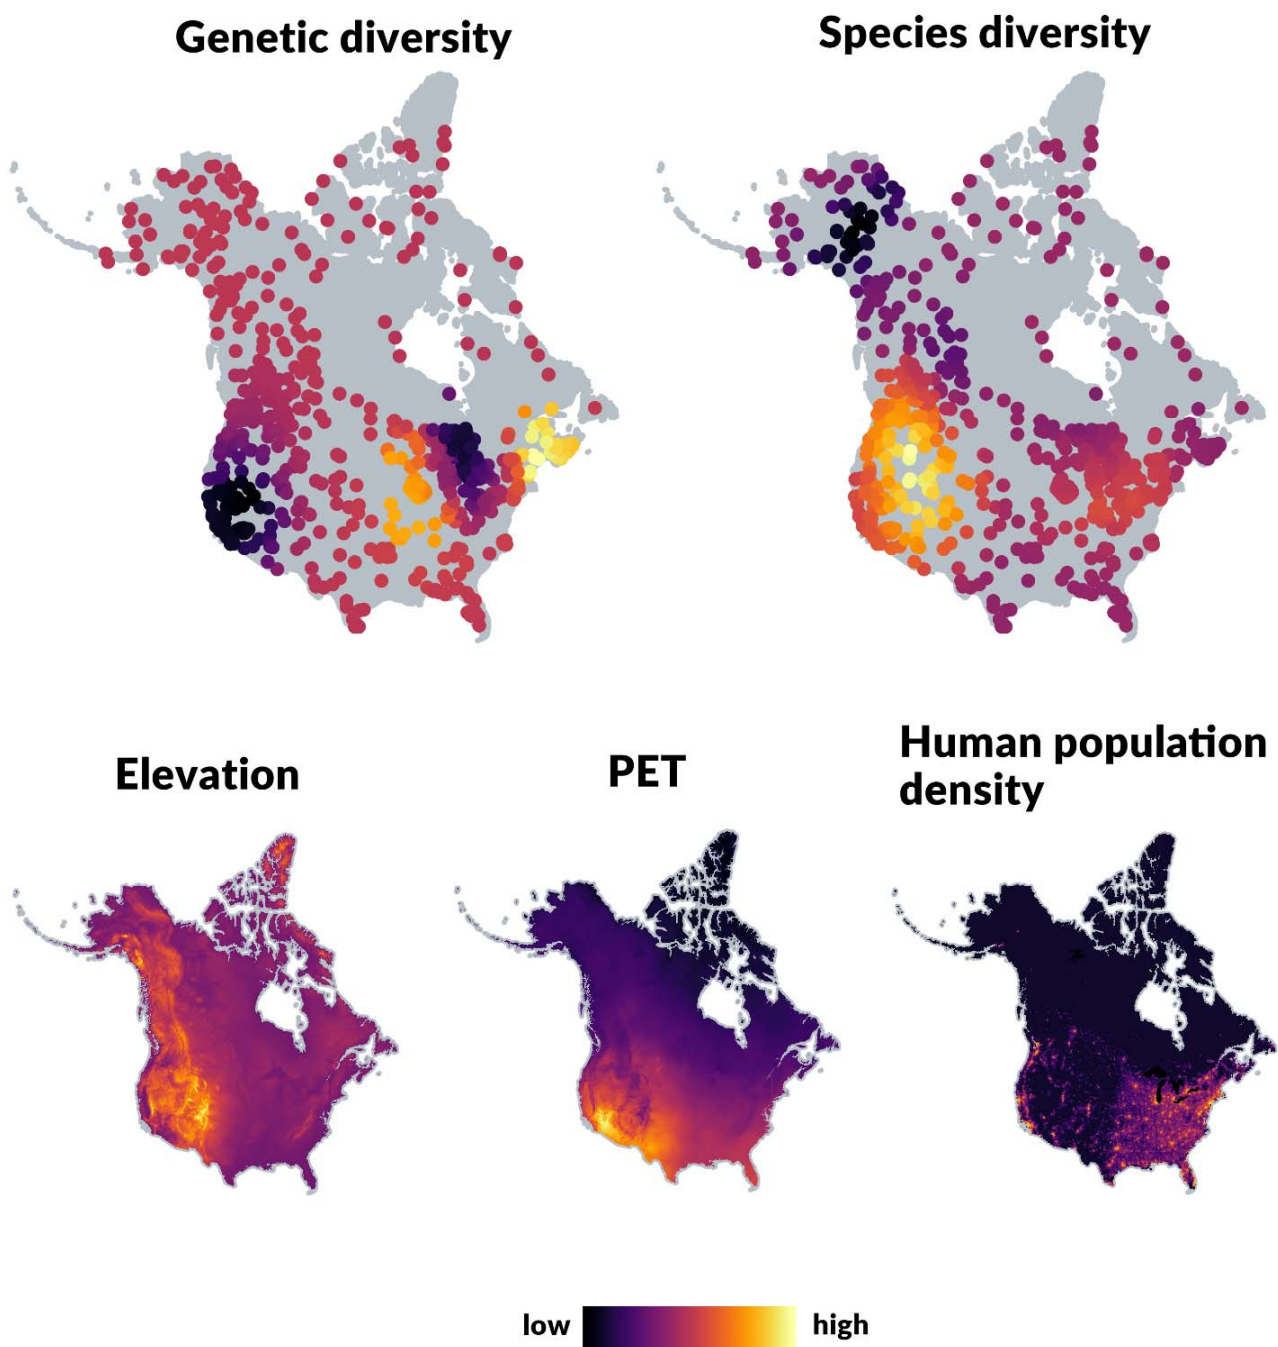 Genetic diversity
Species diversity
Elevation
PET
Human population
density
low
high